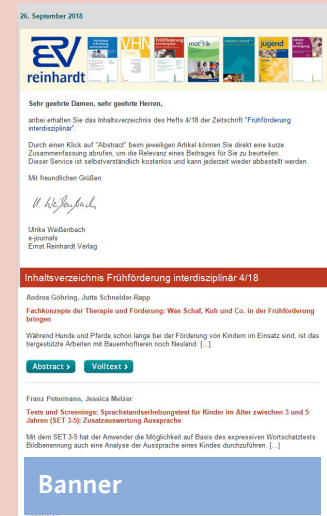 26. September 2018
ERV
reinhardt
VHN
Frühförderung
jugend
Sehr geehrte Damen, sehr geehrte Herren,
anbei erhalten Sie das Inhaltsverzeichnis des Hefts 4/18 der Zeitschrift "Frühförderung
interdisziplinär".
Durch einen Klick auf "Abstract" beim jeweiligen Artikel können Sie direkt eine kurze
Zusammenfassung abrufen, um die Relevanz eines Beitrages für Sie zu beurteilen.
Dieser Service ist selbstverständlich kostenlos und kann jederzeit wieder abbestellt werden.
Mit freundlichen Grüßen
U. Weißenbach
Ulrike Weißenbach
e-journals
Ernst Reinhardt Verlag
Inhaltsverzeichnis Frühförderung interdisziplinär 4/18
Andrea Göhring, Jutta Schneider-Rapp
Fachkonzepte der Therapie und Förderung: Was Schaf, Kuh und Co. in der Frühförderung
bringen
Während Hunde und Pferde schon lange bei der Förderung von Kindern im Einsatz sind, ist das
tiergestützte Arbeiten mit Bauernhoftieren noch Neuland. [...]
Abstract > Volltext >
Franz Petermann, Jessica Melzer
Tests und Screenings: Sprachstandserhebungstest für Kinder im Alter zwischen 3 und 5
Jahren (SET 3-5): Zusatzauswertung Aussprache
Mit dem SET 3-5 hat der Anwender die Möglichkeit auf Basis des expressiven Wortschatztests
Bildbenennung auch eine Analyse der Aussprache eines Kindes durchzuführen. [...]
Banner